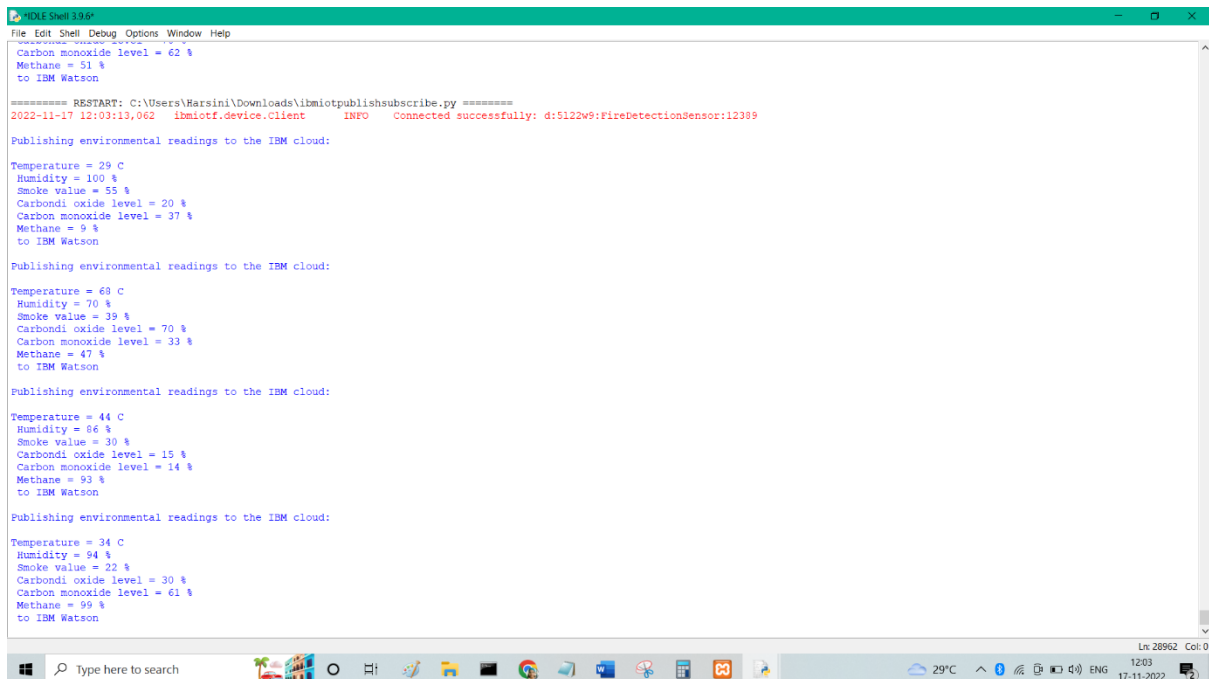 *IDLE Shell 3.9.6*
File Edit Shell Debug Options Window Help
Carbon monoxide level = 62 %
Methane = 51 %
to IBM Watson
========= RESTART: C:\Users\Harsini\Downloads\ibmiotpublishsubscribe.py ========
2022-11-17 12:03:13,062 ibmiotf.device.Client INFO Connected successfully: d:5122w9:FireDetectionSensor:12389
Publishing environmental readings to the IBM cloud:
Temperature = 29 C
Humidity = 100 %
Smoke value = 55 %
Carbondi oxide level = 20 %
Carbon monoxide level = 37 %
Methane = 9 %
to IBM Watson
Publishing environmental readings to the IBM cloud:
Temperature = 68 C
Humidity = 70 %
Smoke value = 39 %
Carbondi oxide level = 70 %
Carbon monoxide level = 33 %
Methane = 47 %
to IBM Watson
Publishing environmental readings to the IBM cloud:
Temperature = 44 C
Humidity = 86 %
Smoke value = 30 %
Carbondi oxide level = 15 %
Carbon monoxide level = 14 %
Methane = 93 %
to IBM Watson
Publishing environmental readings to the IBM cloud:
Temperature = 34 C
Humidity = 94 %
Smoke value = 22 %
Carbondi oxide level = 30 %
Carbon monoxide level = 61 %
Methane = 99 %
to IBM Watson
Ln: 28962 Col: 0
Type here to search
29°C
ENG
12:03
17-11-2022
2